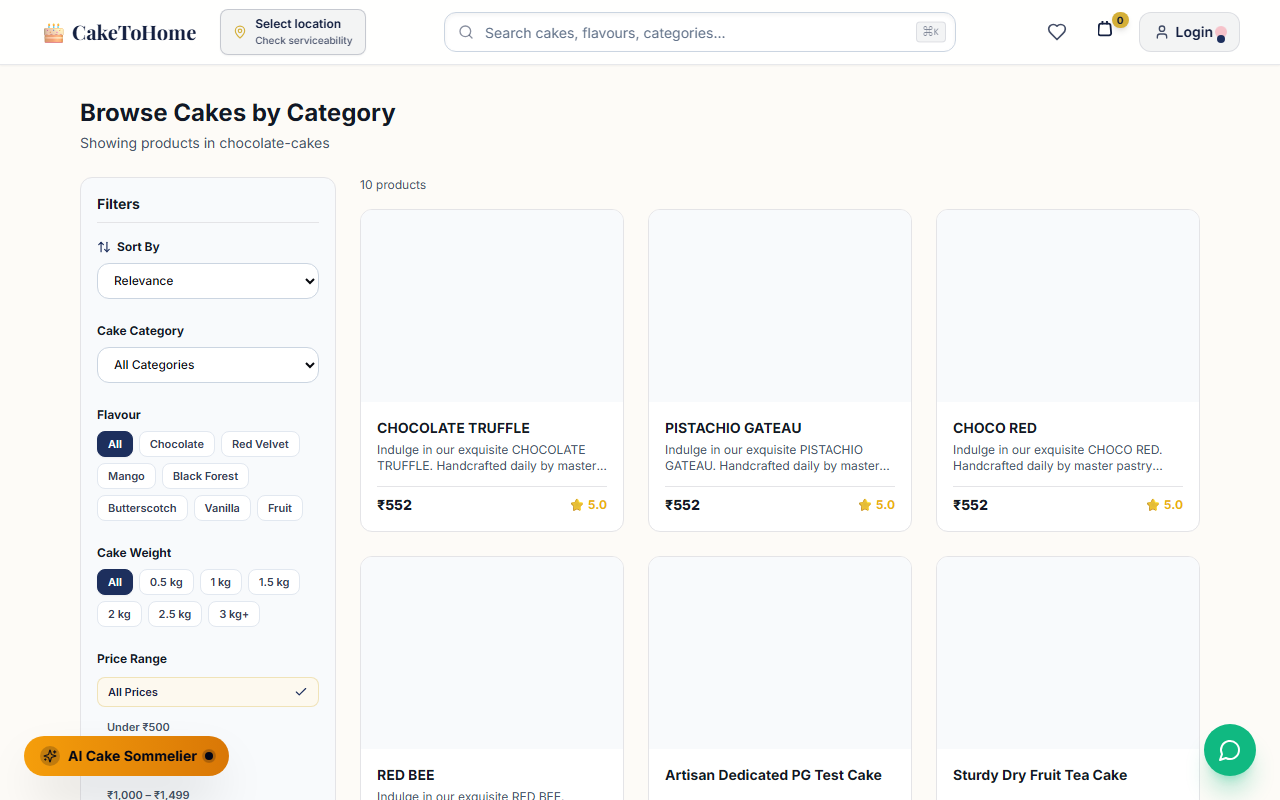 CakeToHome
Select location
Check serviceability
Search cakes, flavours, categories...
⌘K
0
Login
Browse Cakes by Category
Showing products in chocolate-cakes
Filters
Sort By
Relevance
Cake Category
All Categories
Flavour
All
Chocolate
Red Velvet
Mango
Black Forest
Butterscotch
Vanilla
Fruit
Cake Weight
All
0.5 kg
1 kg
1.5 kg
2 kg
2.5 kg
3 kg+
Price Range
All Prices
Under ₹500
₹1,000 – ₹1,499
AI Cake Sommelier
10 products
CHOCOLATE TRUFFLE
Indulge in our exquisite CHOCOLATE
TRUFFLE. Handcrafted daily by master...
₹552
5.0
PISTACHIO GATEAU
Indulge in our exquisite PISTACHIO
GATEAU. Handcrafted daily by master...
₹552
5.0
CHOCO RED
Indulge in our exquisite CHOCO RED.
Handcrafted daily by master pastry...
₹552
5.0
RED BEE
Indulge in our exquisite RED BEE.
Artisan Dedicated PG Test Cake
Sturdy Dry Fruit Tea Cake